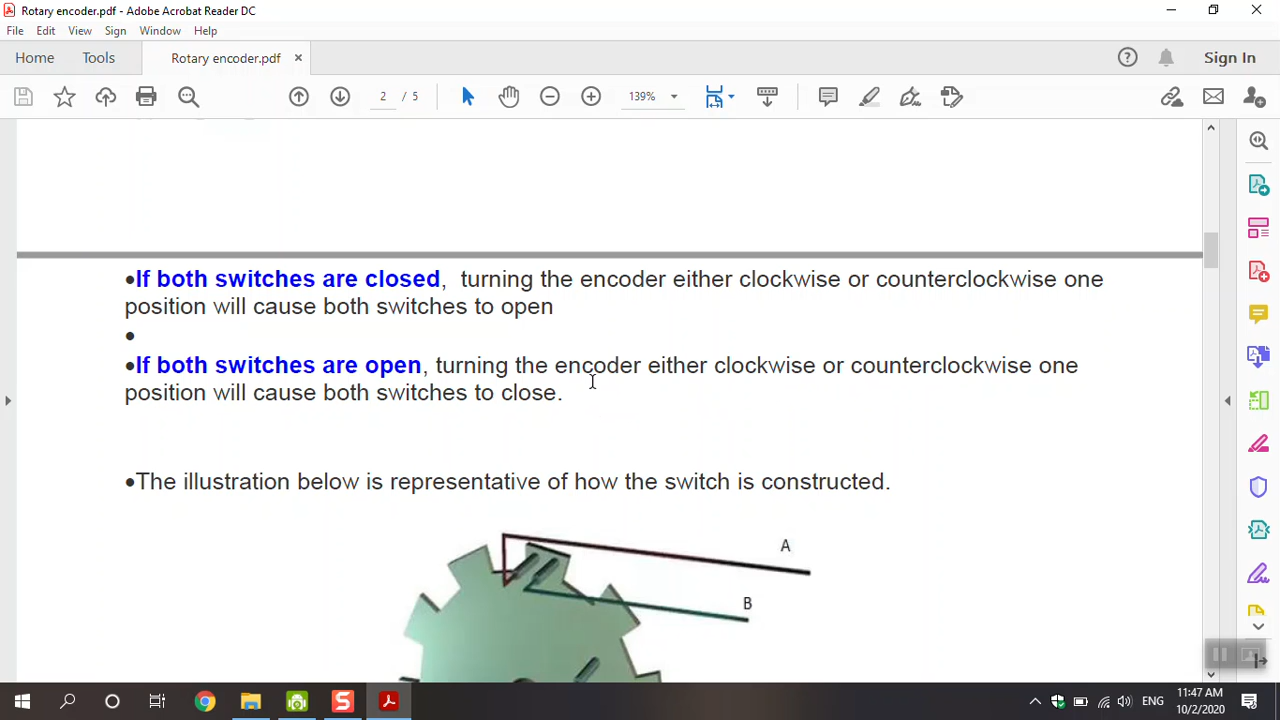 Rotary encoder.pdf - Adobe Acrobat Reader DC
File Edit View Sign Window Help
Home Tools Rotary encoder.pdf × Sign In
2 / 5 139%
•If both switches are closed, turning the encoder either clockwise or counterclockwise one
position will cause both switches to open
•
•If both switches are open, turning the encoder either clockwise or counterclockwise one
position will cause both switches to close.
•The illustration below is representative of how the switch is constructed.
A
B
ENG
11:47 AM
10/2/2020